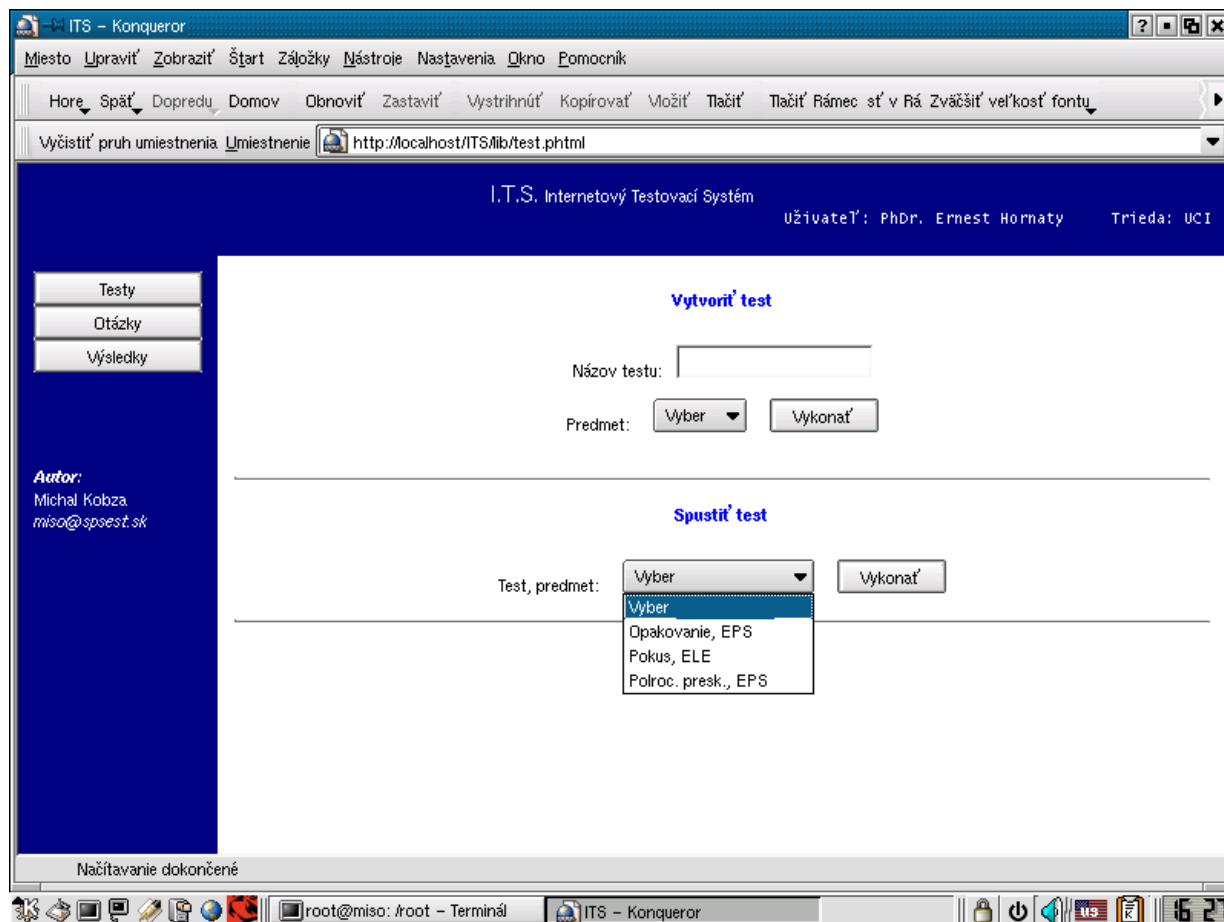 ITS – Konqueror
Miesto Upraviť Zobraziť Štart Záložky Nástroje Nastavenia Okno Pomocník
Hore Späť Dopredu Domov Obnoviť Zastaviť Vystrihnúť Kopírovať Vložiť Tlačiť Tlačiť Rámec sť v Rá Zväčšiť veľkosť fontu
Vyčistiť pruh umiestnenia Umiestnenie http://localhost/ITS/lib/test.phtml
I.T.S. Internetový Testovací Systém
Užívateľ: PhDr. Ernest Hornaty Trieda: UCI
Testy
Otázky
Výsledky
Autor:
Michal Kobza
miso@spsest.sk
Vytvoriť test
Názov testu:
Predmet: Vyber Vykonať
Spustiť test
Test, predmet: Vyber Vykonať
Vyber
Opakovanie, EPS
Pokus, ELE
Polroc. presk., EPS
Načítavanie dokončené
root@miso: /root – Terminál ITS – Konqueror us